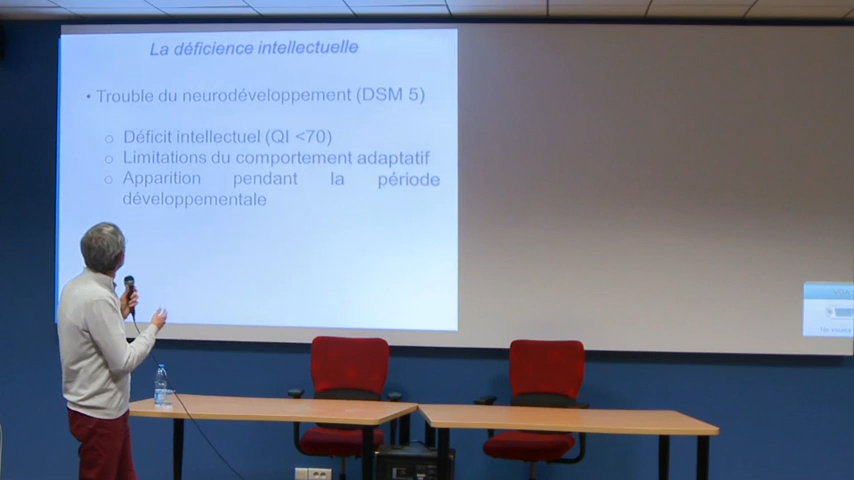 La déficience intellectuelle
• Trouble du neurodéveloppement (DSM 5)
o Déficit intellectuel (QI <70)
o Limitations du comportement adaptatif
o Apparition pendant la période
développementale